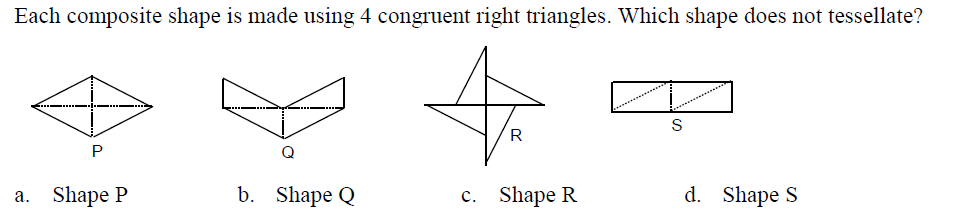 Each composite shape is made using 4 congruent right triangles. Which shape does not tessellate?
P Q R S
a. Shape P b. Shape Q c. Shape R d. Shape S